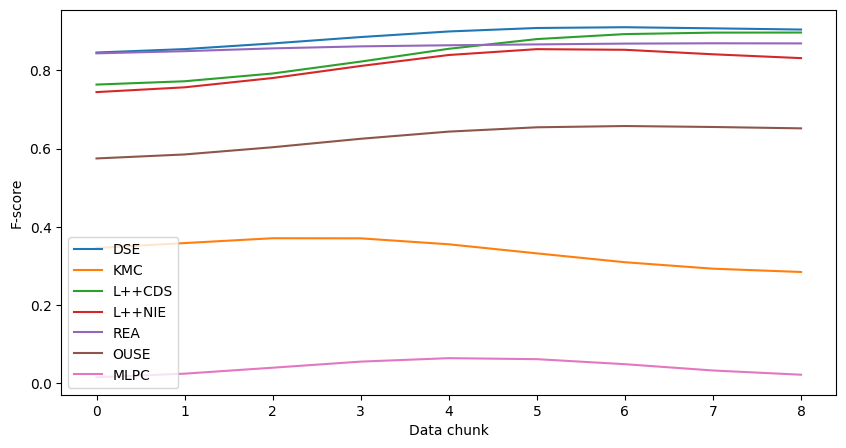 F-score
0.8
0.6
0.4
0.2
0.0
DSE
KMC
L++CDS
L++NIE
REA
OUSE
MLPC
0 1 2 3 4 5 6 7 8
Data chunk